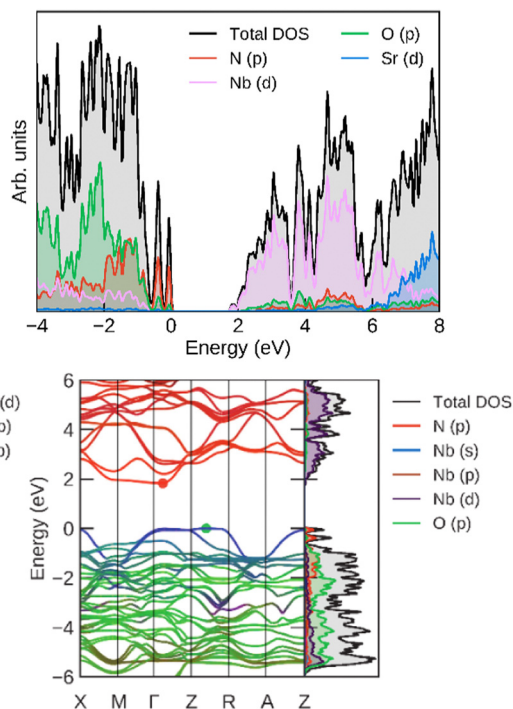 Total DOS
N (p)
Nb (d)
O (p)
Sr (d)
Arb. units
−4 −2 0 2 4 6 8
Energy (eV)
(d)
p)
p)
6
4
2
0
−2
−4
−6
Energy (eV)
X M Γ Z R A Z
Total DOS
N (p)
Nb (s)
Nb (p)
Nb (d)
O (p)